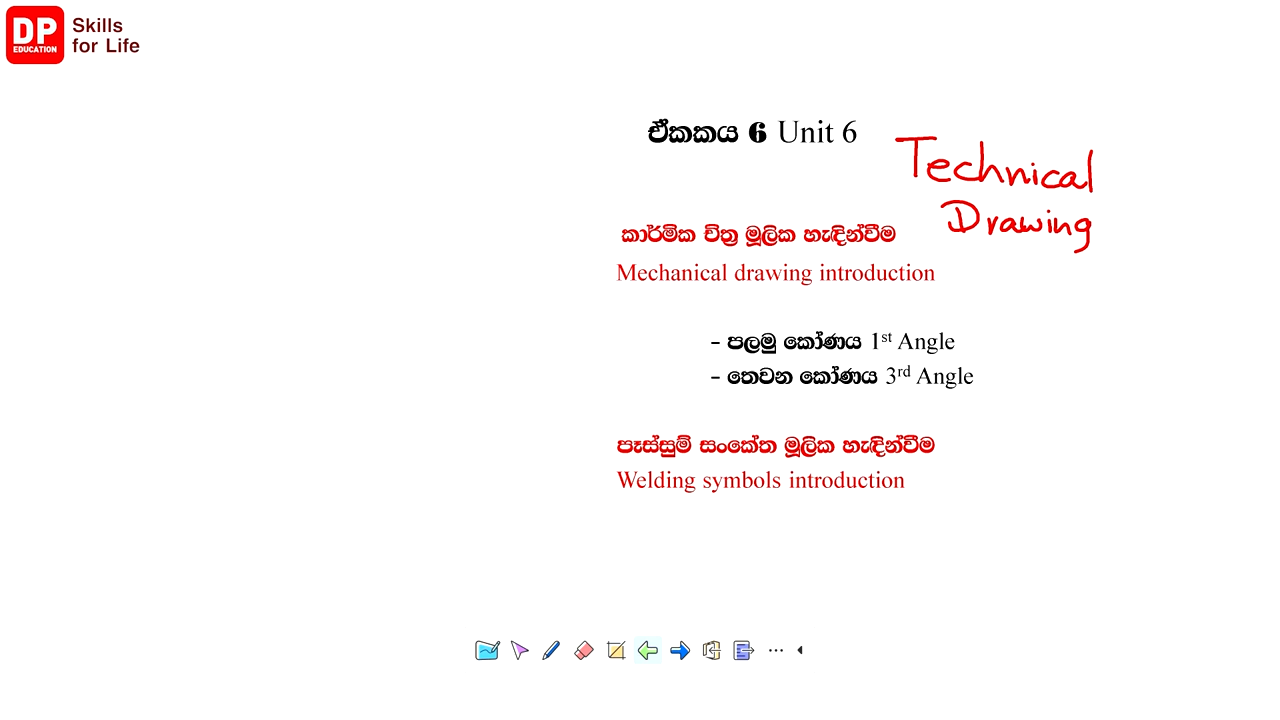 DP
EDUCATION
Skills
for Life
ඒකකය 6 Unit 6
Technical
Drawing
කාර්මික චිත්‍ර මූලික හැඳින්වීම
Mechanical drawing introduction
- පලමු කෝණය 1st Angle
- තෙවන කෝණය 3rd Angle
පෑස්සුම් සංකේත මූලික හැඳින්වීම
Welding symbols introduction